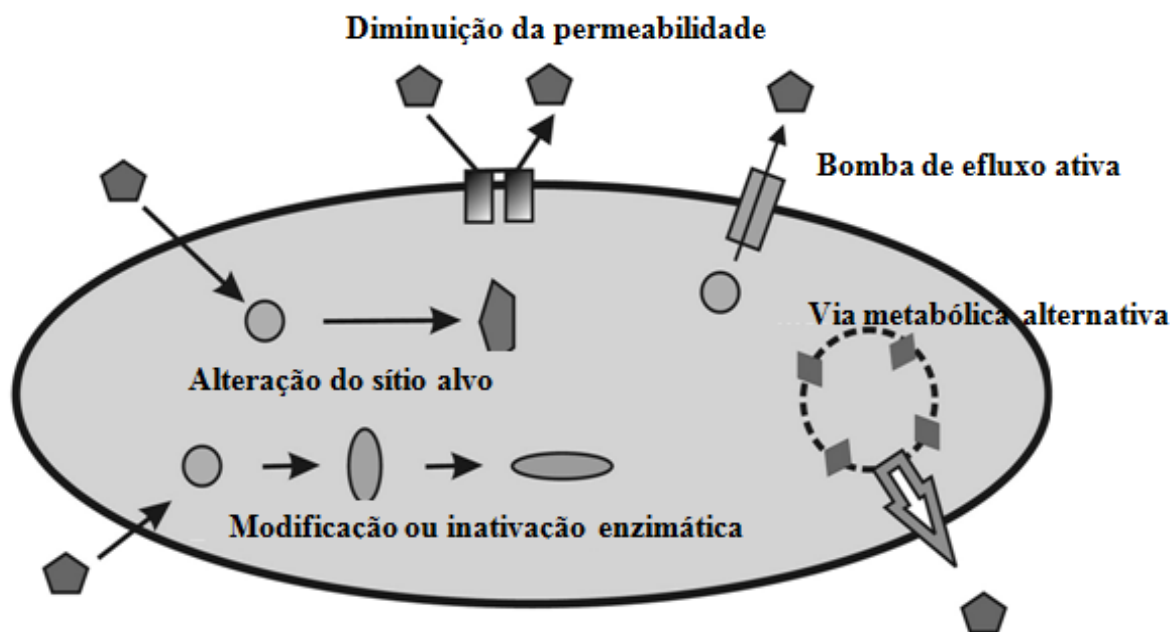 Diminuição da permeabilidade
Bomba de efluxo ativa
Via metabólica alternativa
Alteração do sítio alvo
Modificação ou inativação enzimática